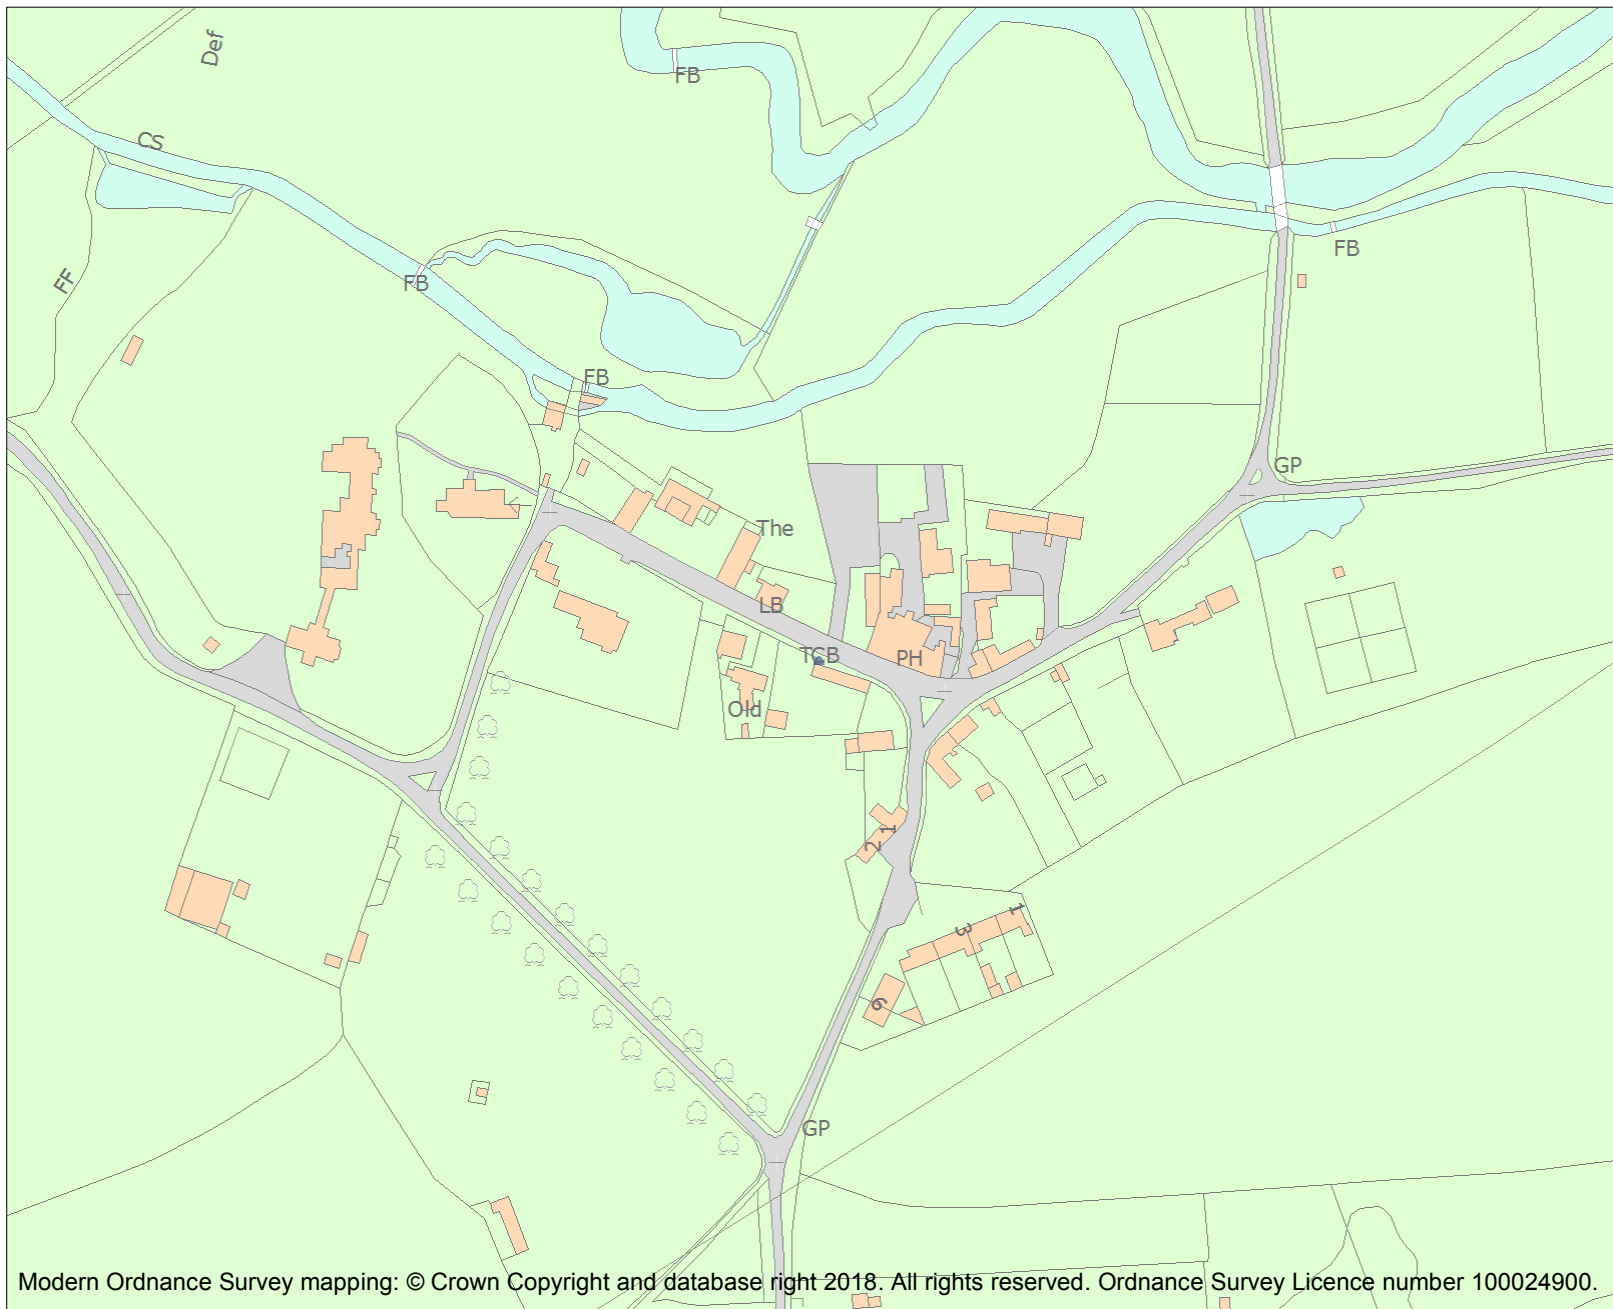 Def
FB
CS
FB
FF
FB
FB
GP
The
LB
TCB
PH
Old
1
2
1
3
6
GP
Modern Ordnance Survey mapping: © Crown Copyright and database right 2018. All rights reserved. Ordnance Survey Licence number 100024900.